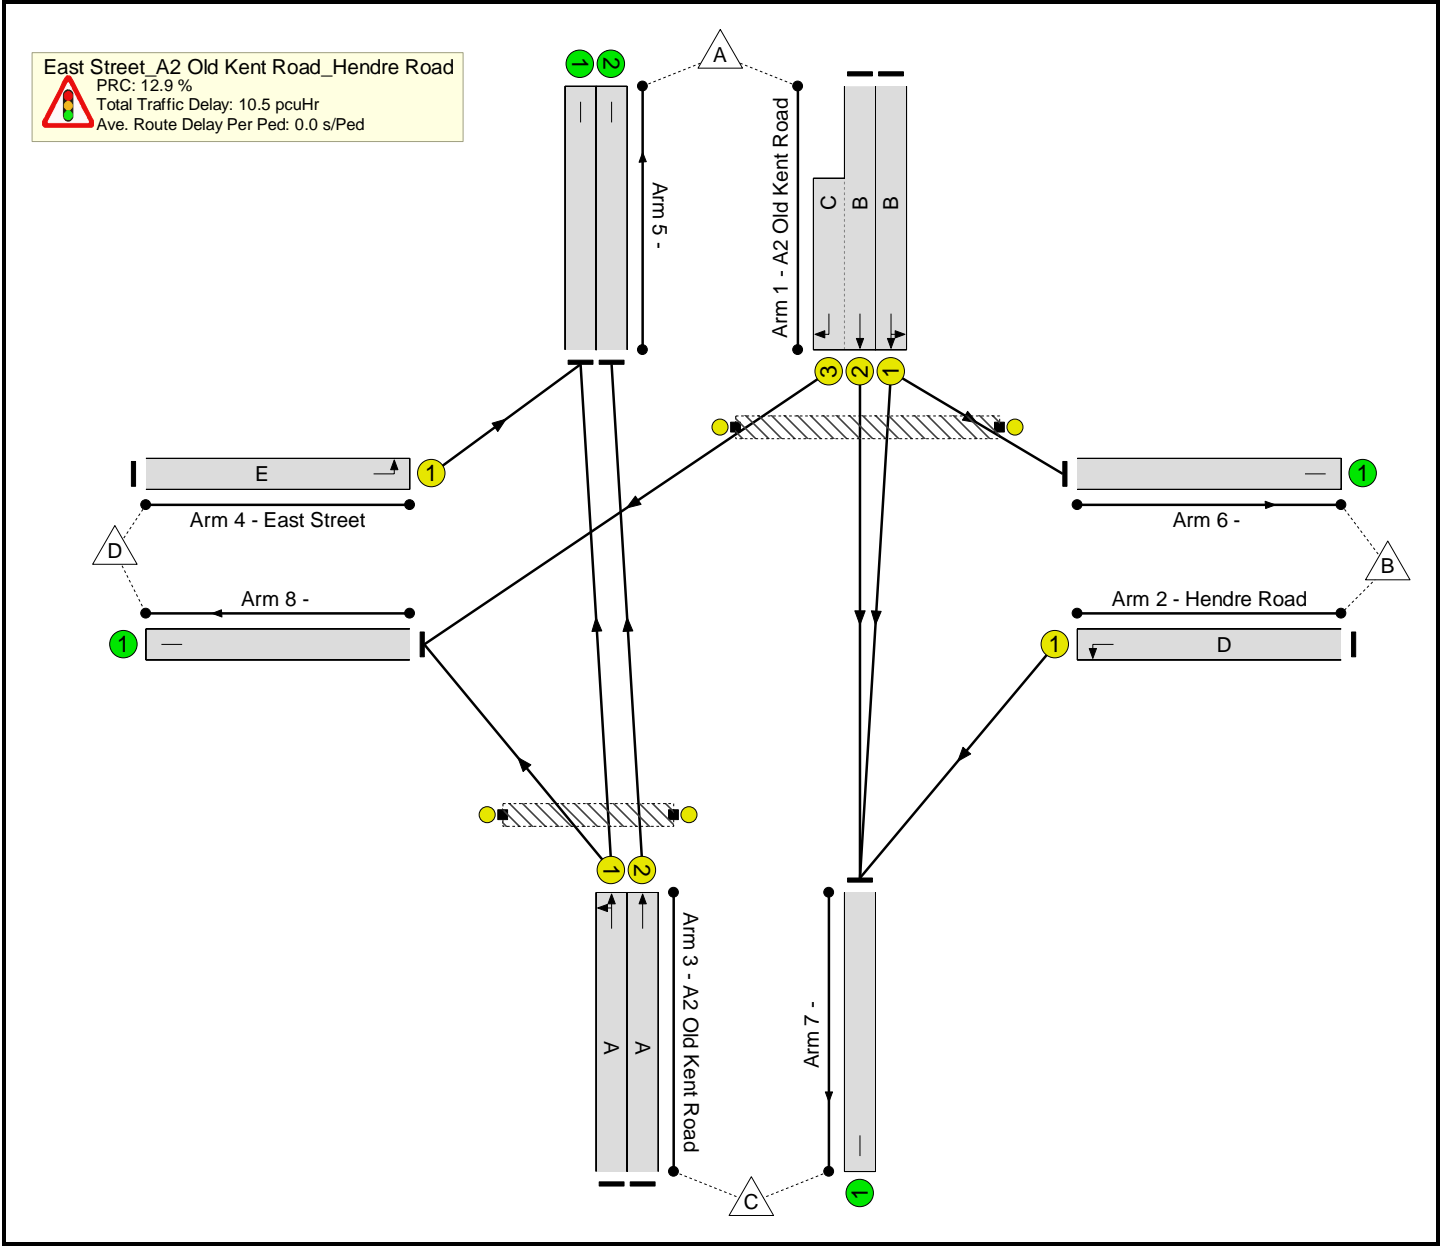 East Street_A2 Old Kent Road_Hendre Road
PRC: 12.9 %
Total Traffic Delay: 10.5 pcuHr
Ave. Route Delay Per Ped: 0.0 s/Ped
A
1
2
Arm 5 -
Arm 1 - A2 Old Kent Road
C
B
B
3
2
1
E
1
Arm 4 - East Street
1
Arm 6 -
D
B
Arm 8 -
1
Arm 2 - Hendre Road
1
D
1
2
A
A
Arm 3 - A2 Old Kent Road
Arm 7 -
1
C